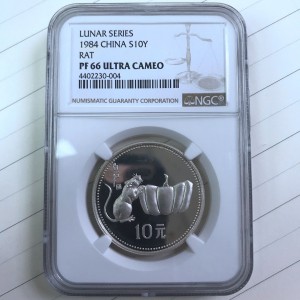 LUNAR SERIES
1984 CHINA S10Y
RAT
PF 66 ULTRA CAMEO
4402230-004
NUMISMATIC GUARANTY CORPORATION
NGC
10元